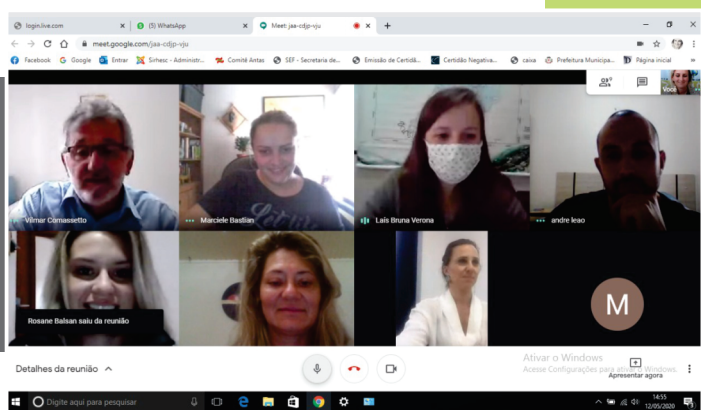 login.live.com
(5) WhatsApp
Meet: jaa-cdjp-vju
meet.google.com/jaa-cdjp-vju
Facebook
Google
Entrar
Sirhesc - Administr...
Comitê Antas
SEF - Secretaria de...
Emissão de Certidã...
Certidão Negativa...
caixa
Prefeitura Municipa...
Página inicial
Você
Vilmar Comassetto
Marciele Bastian
Laís Bruna Verona
andre leao
Rosane Balsan saiu da reunião
M
Detalhes da reunião
Ativar o Windows
Acesse Configurações para ativar o Windows.
Apresentar agora
Digite aqui para pesquisar
14:55
12/05/2020